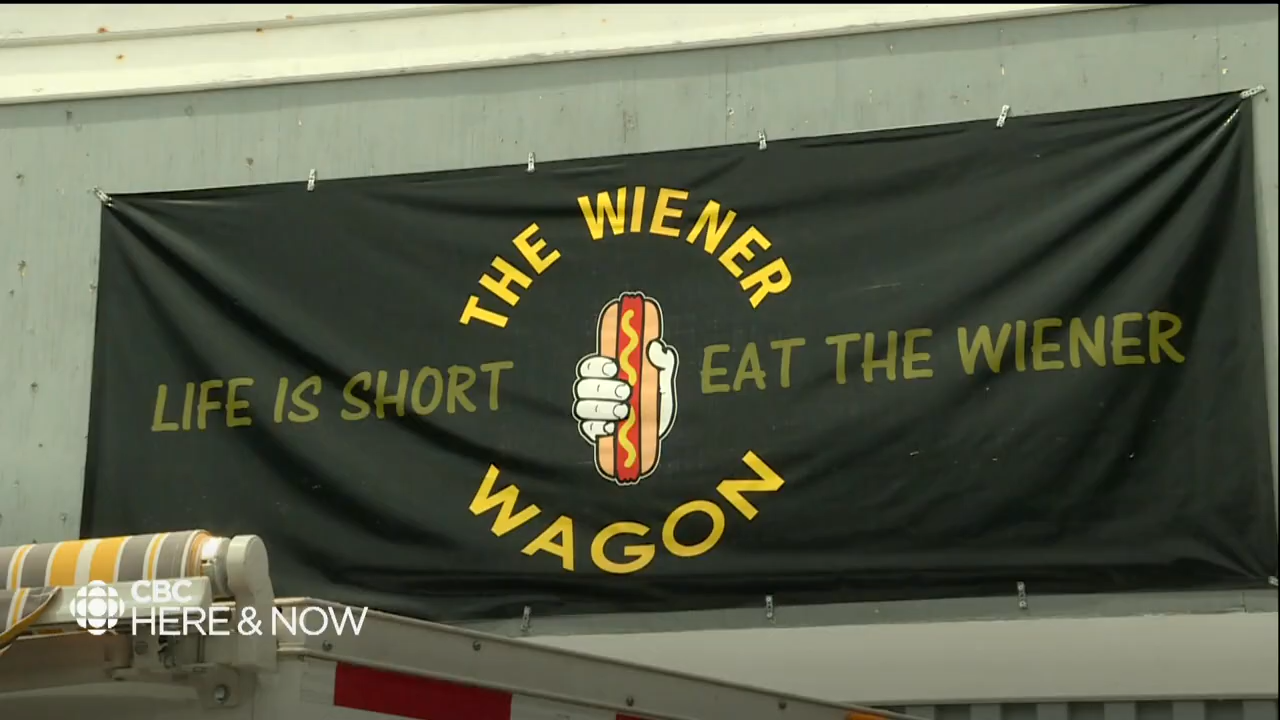 THE WIENER
LIFE IS SHORT EAT THE WIENER
WAGON
CBC
HERE & NOW